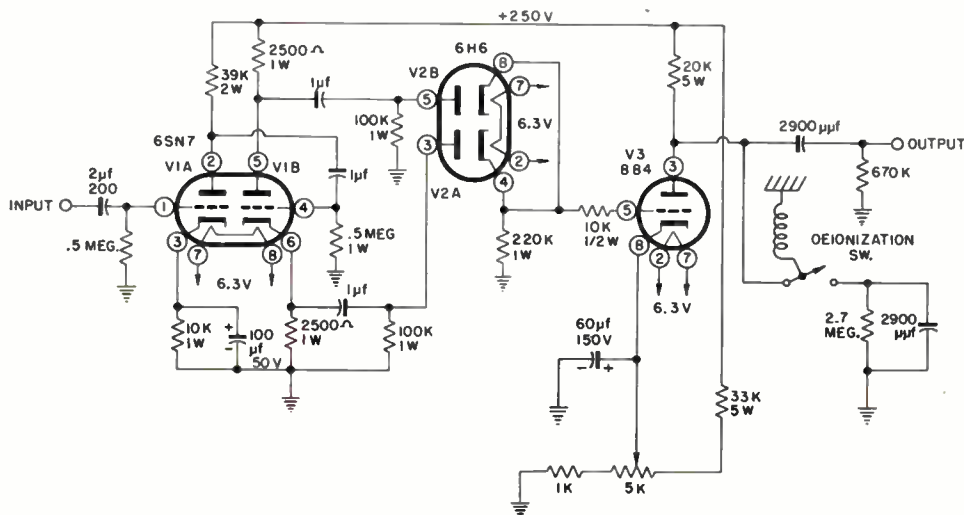 +250V
39K
2W
2500Ω
1W
1µf
V2B
6H6
8
7
5
100K
1W
3
6.3V
2
4
V2A
20K
5W
2900µµf
OUTPUT
670K
V3
884
3
6SN7
V1A
2
5
V1B
1µf
2µf
200
INPUT
1
4
.5 MEG.
3
7
8
6
.5 MEG
1W
6.3V
10K
1/2W
5
8
2
7
6.3V
220K
1W
OEIONIZATION
SW.
1µf
10K
1W
+
-
100
µf
50V
2500Ω
1W
100K
1W
60µf
150V
-
+
2.7
MEG.
2900
µµf
33K
5W
1K
5K